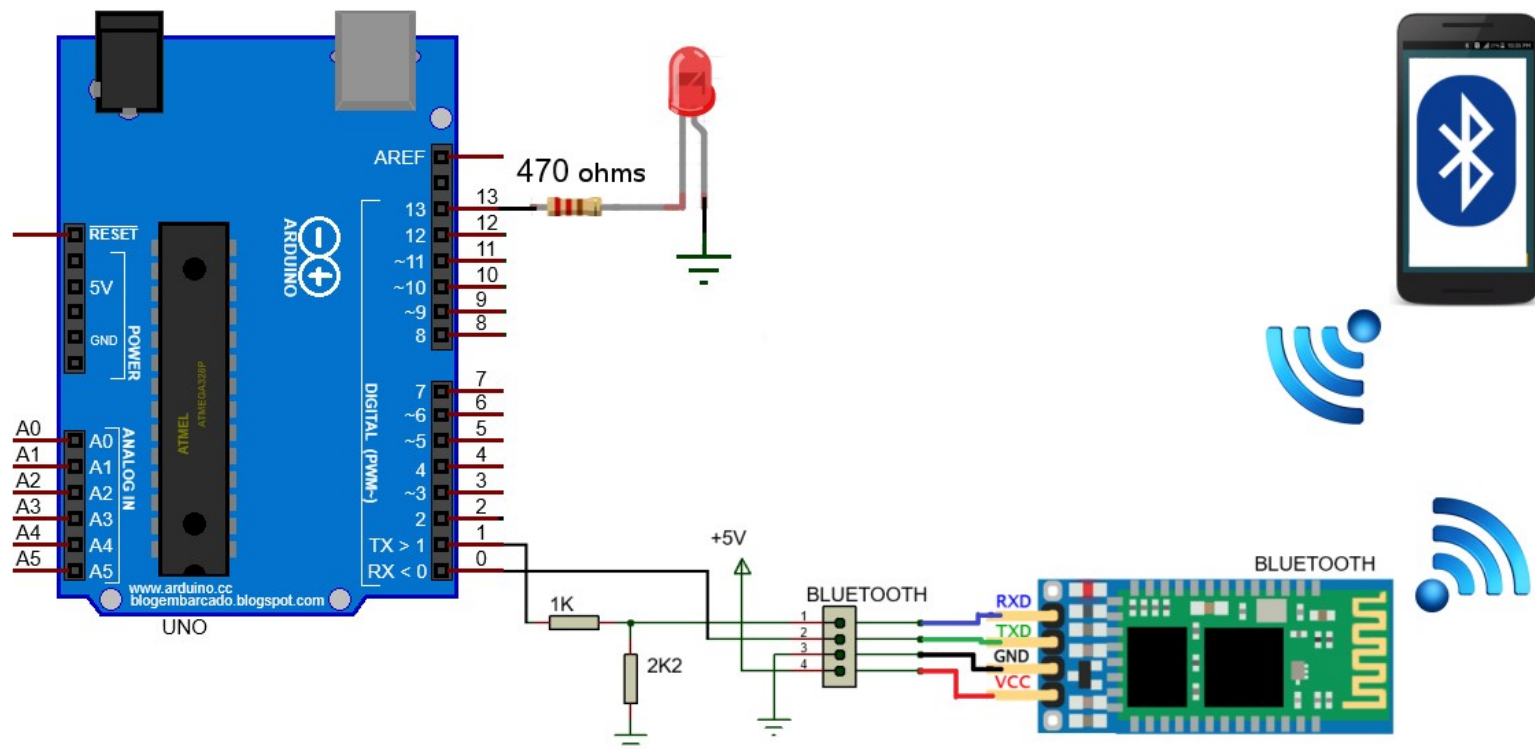 AREF
470 ohms
13
13
12
12
~11
11
~10
10
~9
9
8
8
RESET
5V
GND
POWER
ARDUINO
ATMEL
ATMEGA328P
DIGITAL (PWM~)
7
7
~6
6
~5
5
4
4
~3
3
2
2
TX > 1
1
RX < 0
0
A0
A0
A1
A1
A2
A2
A3
A3
A4
A4
A5
A5
ANALOG IN
www.arduino.cc
blogembarcado.blogspot.com
UNO
1K
2K2
+5V
BLUETOOTH
1
2
3
4
RXD
TXD
GND
VCC
BLUETOOTH